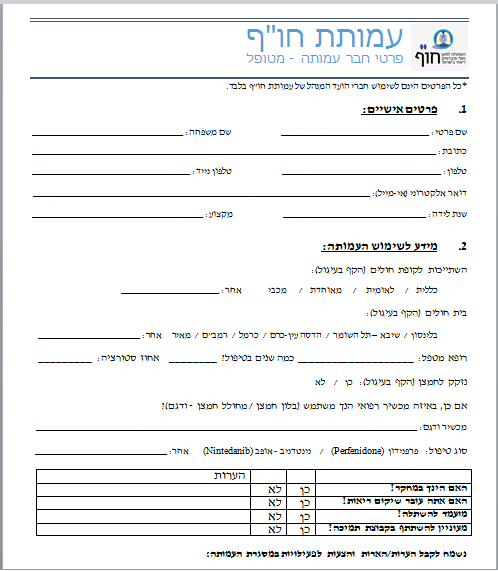 עמותת חו"ף
פרטי חבר עמותה - מטופל
חוֹף
*כל הפרטים הינם לשימוש חברי הועד המנהל של עמותת חו"ף בלבד.
1. פרטים אישיים:
שם פרטי: ____________ שם משפחה: ____________
כתובת: ____________
טלפון: ____________ טלפון נייד: ____________
דואר אלקטרוני (אי-מייל): ____________
שנת לידה: ____________ מקצוע: ____________
2. מידע לשימוש העמותה:
השתייכות לקופת חולים (הקף בעיגול):
כללית / לאומית / מאוחדת / מכבי אחר: ____________
בית חולים (הקף בעיגול):
בלינסון / שיבא – תל השומר / הדסה עין-כרם / כרמל / רמב"ם / מאיר אחר: ____________
רופא מטפל: ____________ כמה שנים בטיפול? ________ אחוז סטורציה: ________
נזקק לחמצן (הקף בעיגול): כן / לא
אם כן, באיזה מכשיר רפואי הנך משתמש (בלון חמצן / מחולל חמצן - ודגם)?
מכשיר ודגם: ____________
סוג טיפול: פרפנידון (Perfenidone) / נינטדניב - אופב (Nintedanib) אחר: ____________
הערות
האם הינך במחקר? כן לא
האם אתה עובר שיקום ריאות? כן לא
מועמד להשתלה? כן לא
מעוניין להשתתף בקבוצת תמיכה? כן לא
נשמח לקבל הערות/הארות והצעות לפעילויות במסגרת העמותה: